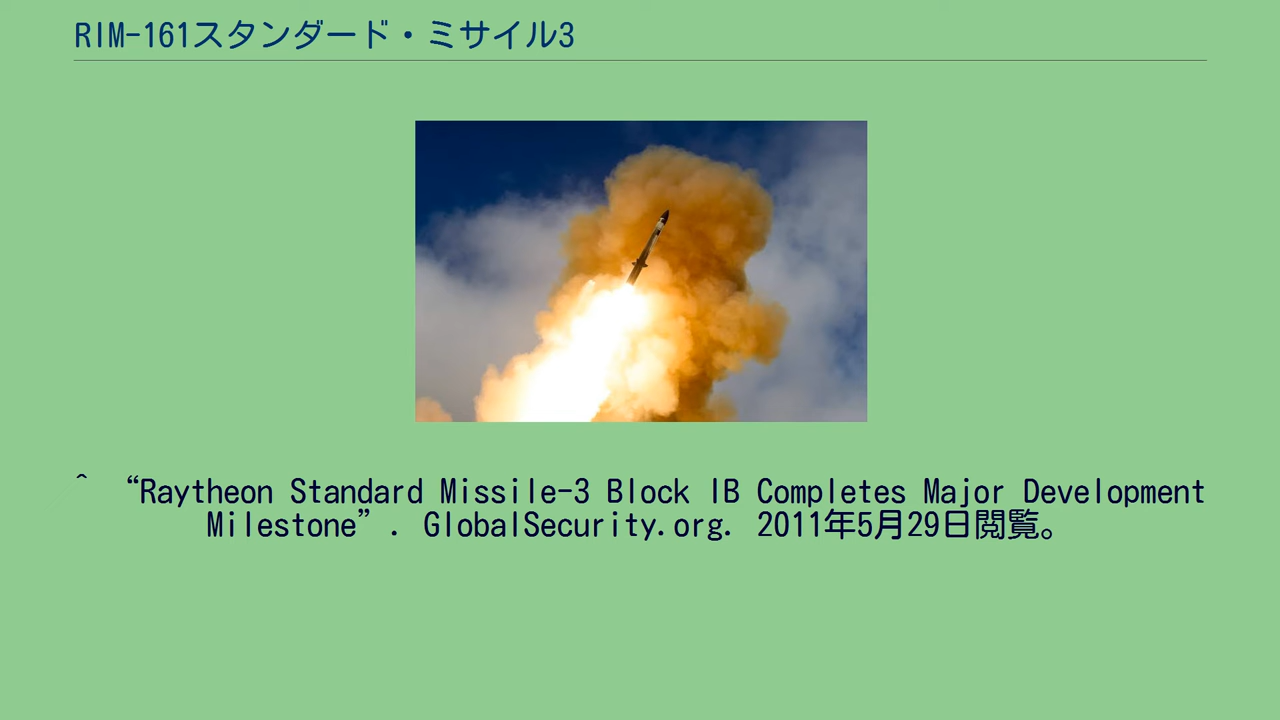 RIM-161スタンダード・ミサイル3
^ “Raytheon Standard Missile-3 Block IB Completes Major Development
Milestone”. GlobalSecurity.org. 2011年5月29日閲覧。